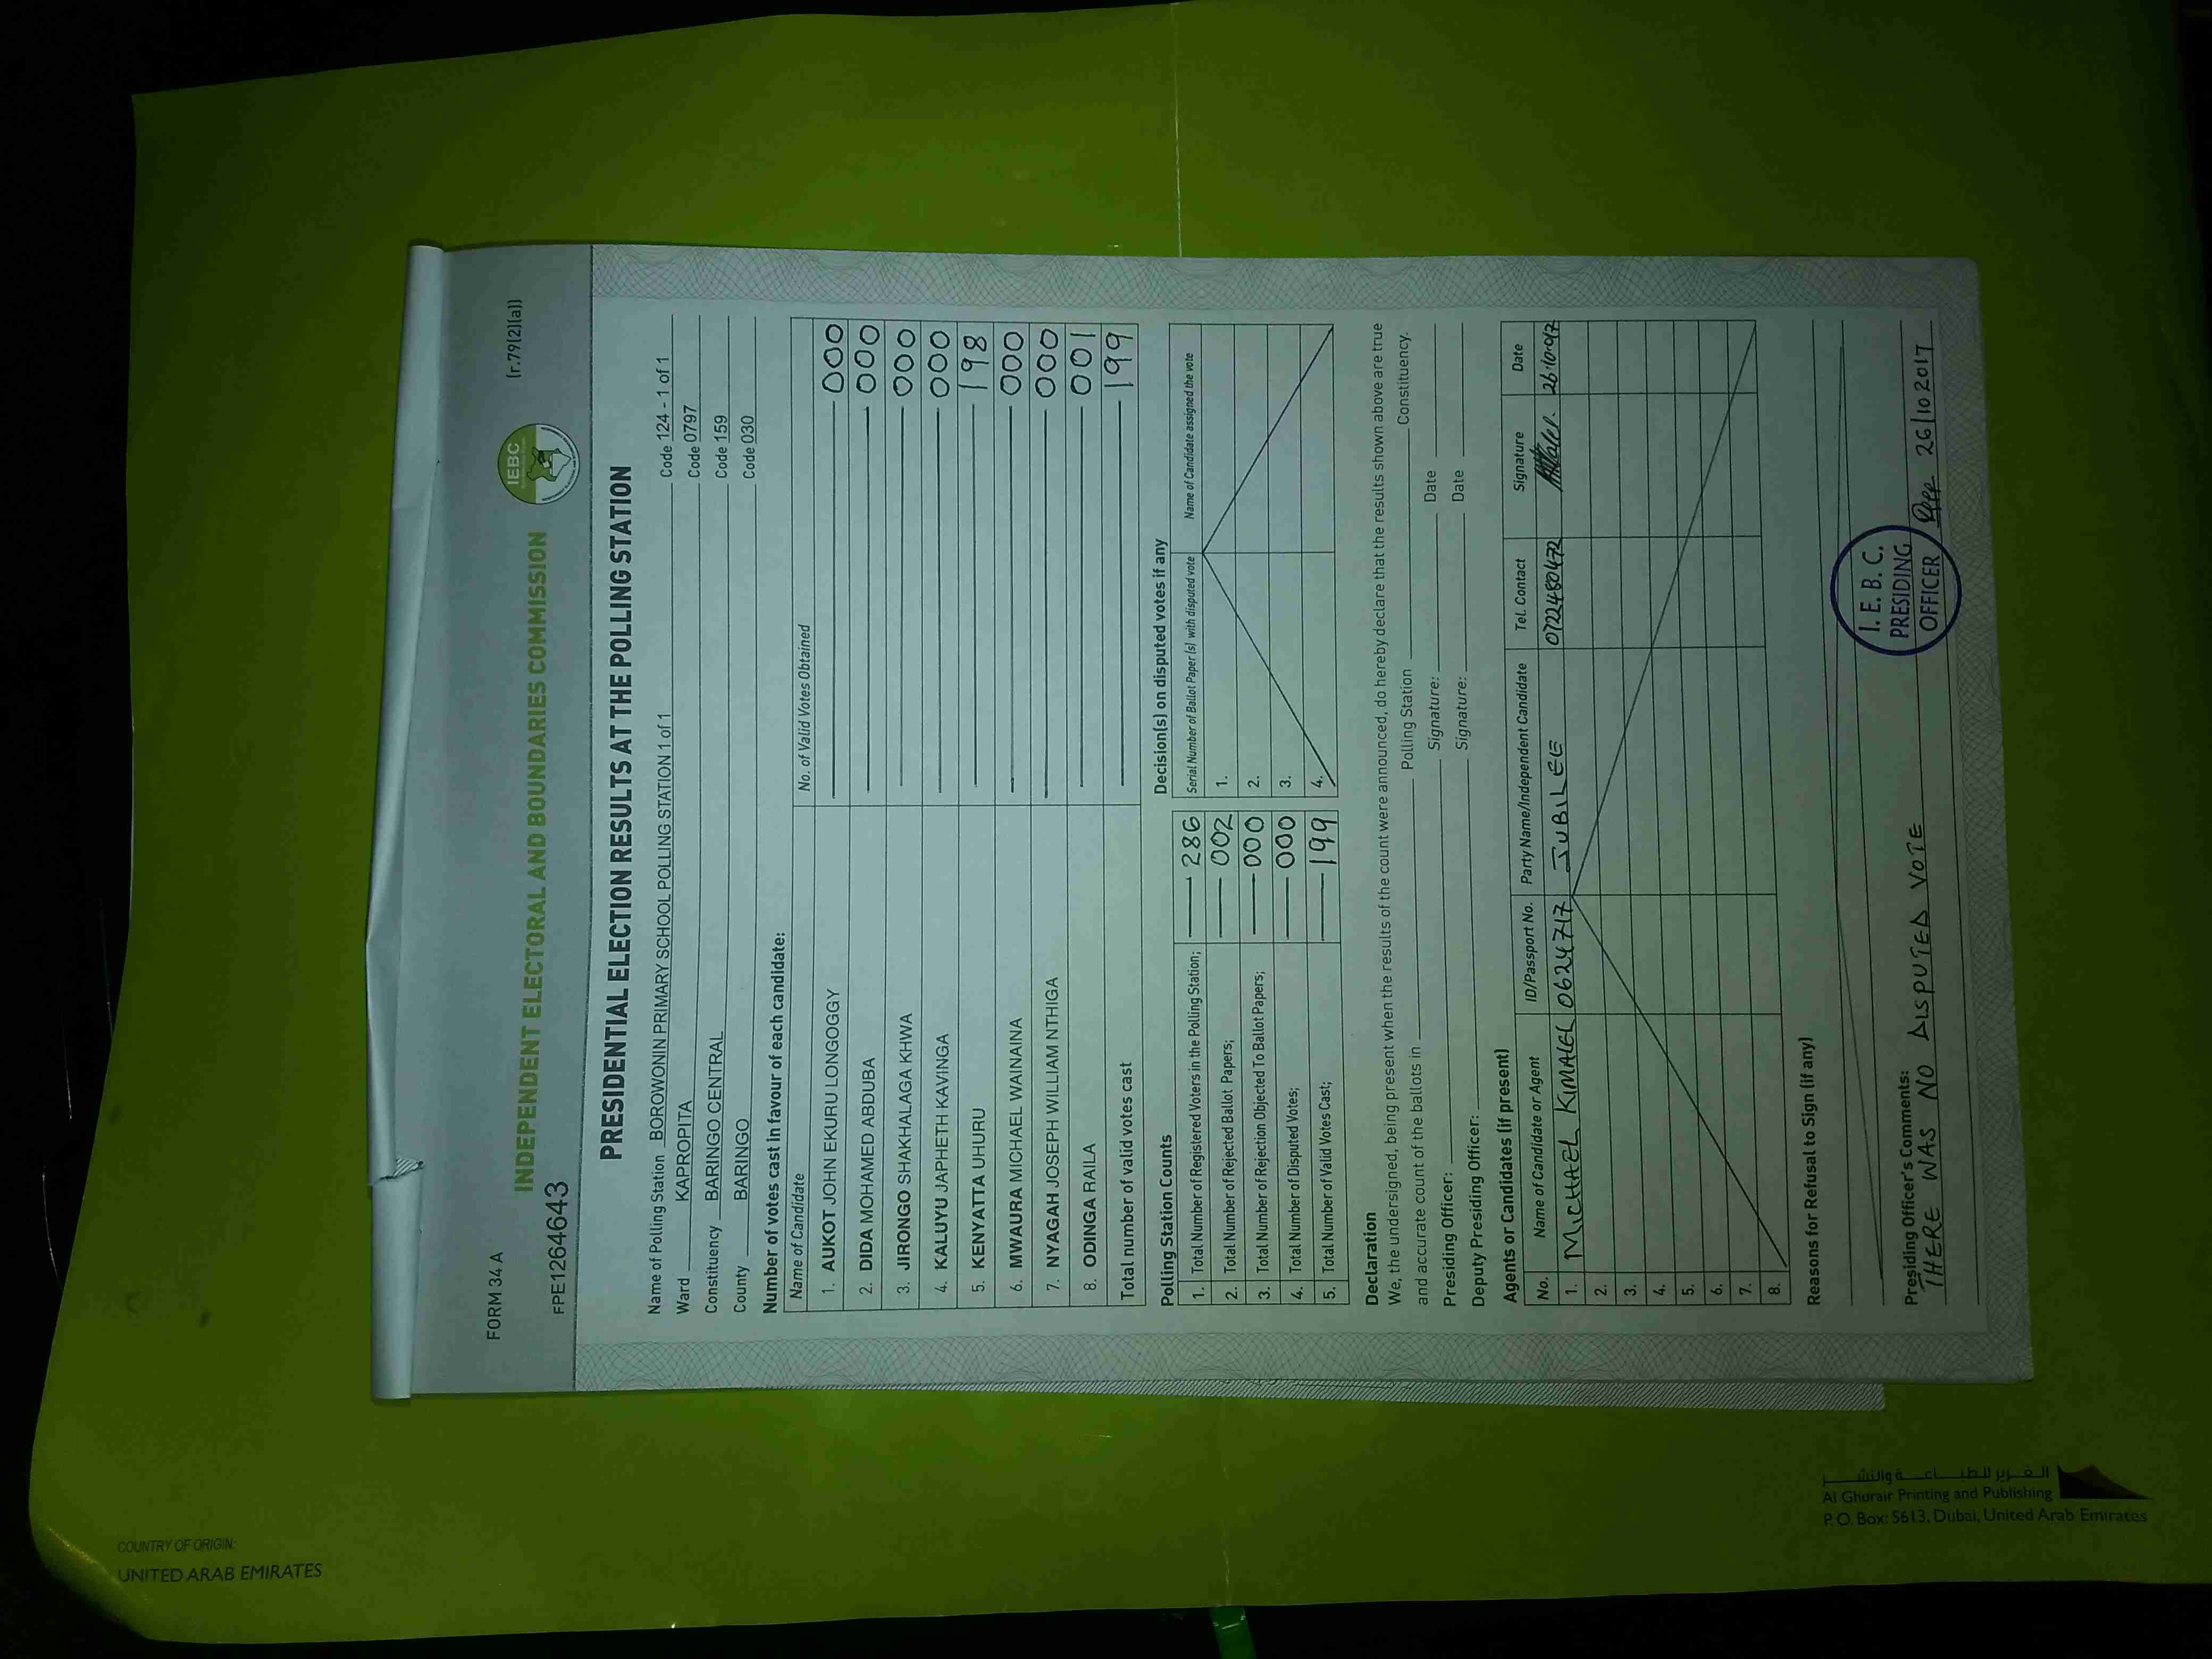 FORM 34 A
[r.79(2)(a)]
INDEPENDENT ELECTORAL AND BOUNDARIES COMMISSION
IEBC
FPE1264643
PRESIDENTIAL ELECTION RESULTS AT THE POLLING STATION
Name of Polling Station BOROWONIN PRIMARY SCHOOL POLLING STATION 1 of 1 Code 124 - 1 of 1
Ward KAPROPITA Code 0797
Constituency BARINGO CENTRAL Code 159
County BARINGO Code 030
Number of votes cast in favour of each candidate:
Name of Candidate No. of Valid Votes Obtained
1. AUKOT JOHN EKURU LONGOGGY 000
2. DIDA MOHAMED ABDUBA 000
3. JIRONGO SHAKHALAGA KHWA 000
4. KALUYU JAPHETH KAVINGA 000
5. KENYATTA UHURU 198
6. MWAURA MICHAEL WAINAINA 000
7. NYAGAH JOSEPH WILLIAM NTHIGA 000
8. ODINGA RAILA 001
Total number of valid votes cast 199
Polling Station Counts
1. Total Number of Registered Voters in the Polling Station; 286
2. Total Number of Rejected Ballot Papers; 002
3. Total Number of Rejection Objected To Ballot Papers; 000
4. Total Number of Disputed Votes; 000
5. Total Number of Valid Votes Cast; 199
Decision(s) on disputed votes if any
Serial Number of Ballot Paper(s) with disputed vote Name of Candidate assigned the vote
1.
2.
3.
4.
Declaration
We, the undersigned, being present when the results of the count were announced, do hereby declare that the results shown above are true
and accurate count of the ballots in Polling Station Constituency.
Presiding Officer: Signature: Date
Deputy Presiding Officer: Signature: Date
Agents or Candidates (if present)
No. Name of Candidate or Agent ID/Passport No. Party Name/Independent Candidate Tel. Contact Signature Date
1. MICHAEL KIMALEL 0624717 JUBILEE 0722480472
2.
3.
4.
5.
6.
7.
8.
Reasons for Refusal to Sign (if any)
Presiding Officer's Comments:
THERE WAS NO DISPUTED VOTE 26/10 2017
I. E. B. C.
PRESIDING
OFFICER
COUNTRY OF ORIGIN:
UNITED ARAB EMIRATES
الغرير للطباعة والنشر
Al Ghurair Printing and Publishing
P. O. Box: 5613, Dubai, United Arab Emirates